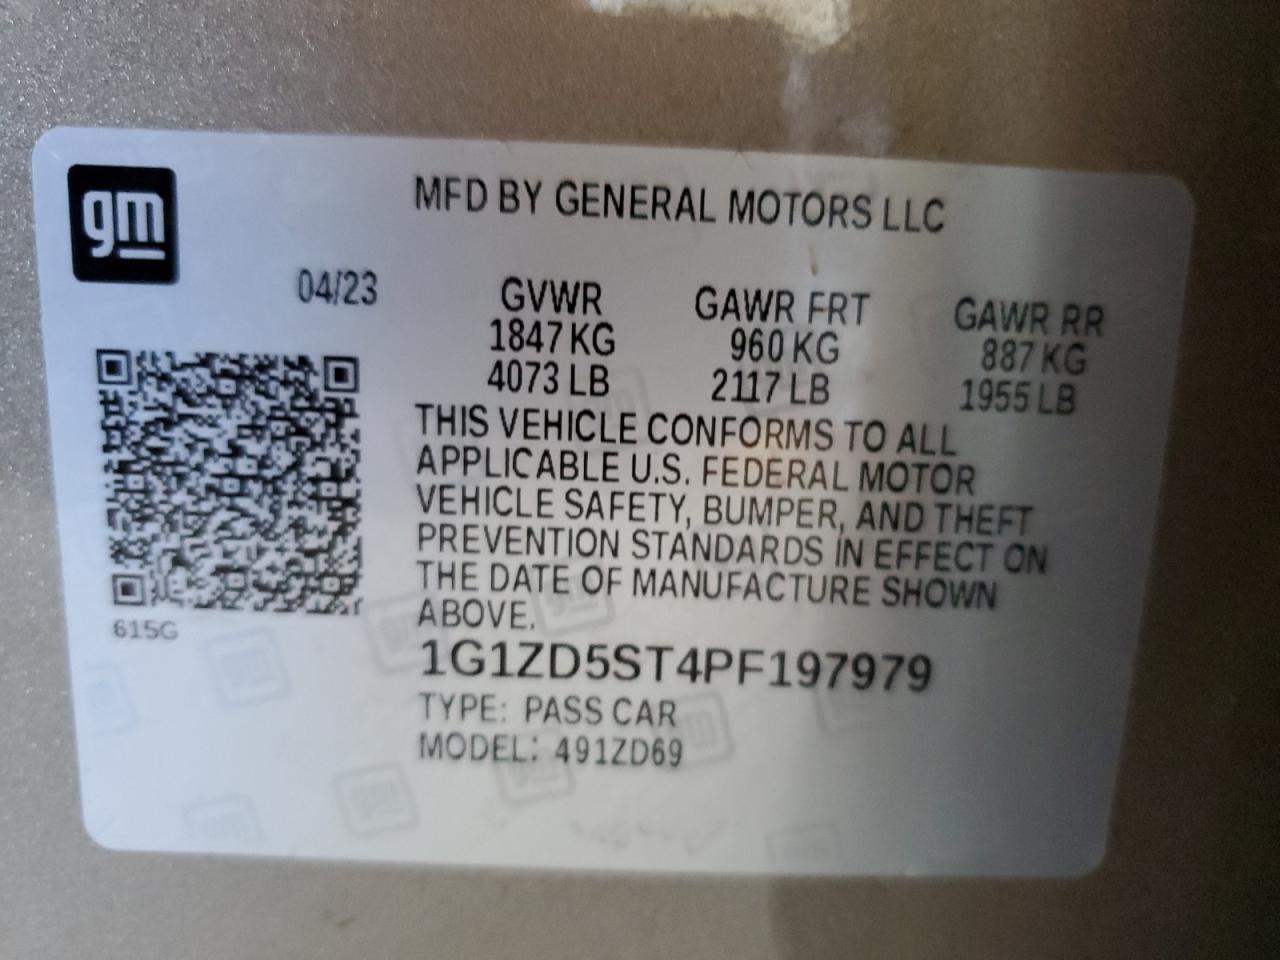 gm
MFD BY GENERAL MOTORS LLC
04/23
GVWR GAWR FRT GAWR RR
1847 KG 960 KG 887 KG
4073 LB 2117 LB 1955 LB
THIS VEHICLE CONFORMS TO ALL
APPLICABLE U.S. FEDERAL MOTOR
VEHICLE SAFETY, BUMPER, AND THEFT
PREVENTION STANDARDS IN EFFECT ON
THE DATE OF MANUFACTURE SHOWN
ABOVE.
615G
1G1ZD5ST4PF197979
TYPE: PASS CAR
MODEL: 491ZD69